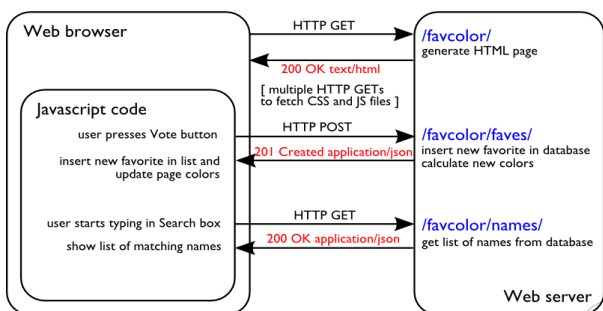 Web browser
HTTP GET
/favcolor/
generate HTML page
200 OK text/html
[ multiple HTTP GETs
to fetch CSS and JS files ]
Javascript code
user presses Vote button
HTTP POST
/favcolor/faves/
201 Created application/json
insert new favorite in list and
update page colors
insert new favorite in database
calculate new colors
user starts typing in Search box
HTTP GET
/favcolor/names/
200 OK application/json
show list of matching names
get list of names from database
Web server